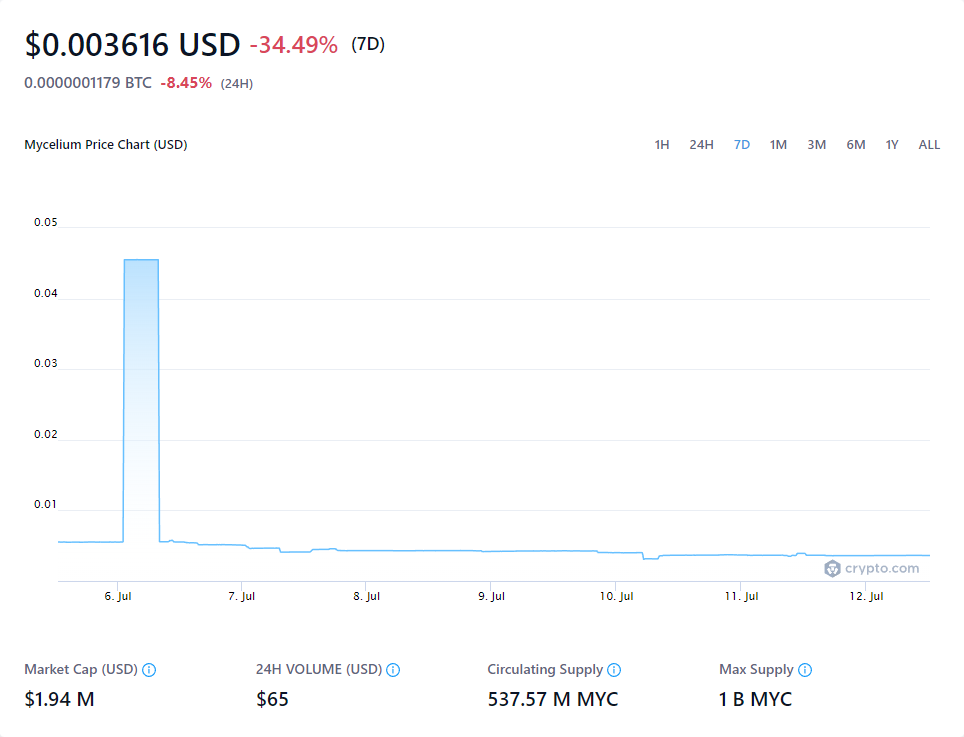 $0.003616 USD -34.49% (7D)
0.0000001179 BTC -8.45% (24H)
Mycelium Price Chart (USD) 1H 24H 7D 1M 3M 6M 1Y ALL
0.05
0.04
0.03
0.02
0.01
crypto.com
6. Jul 7. Jul 8. Jul 9. Jul 10. Jul 11. Jul 12. Jul
Market Cap (USD) 24H VOLUME (USD) Circulating Supply Max Supply
$1.94 M $65 537.57 M MYC 1 B MYC